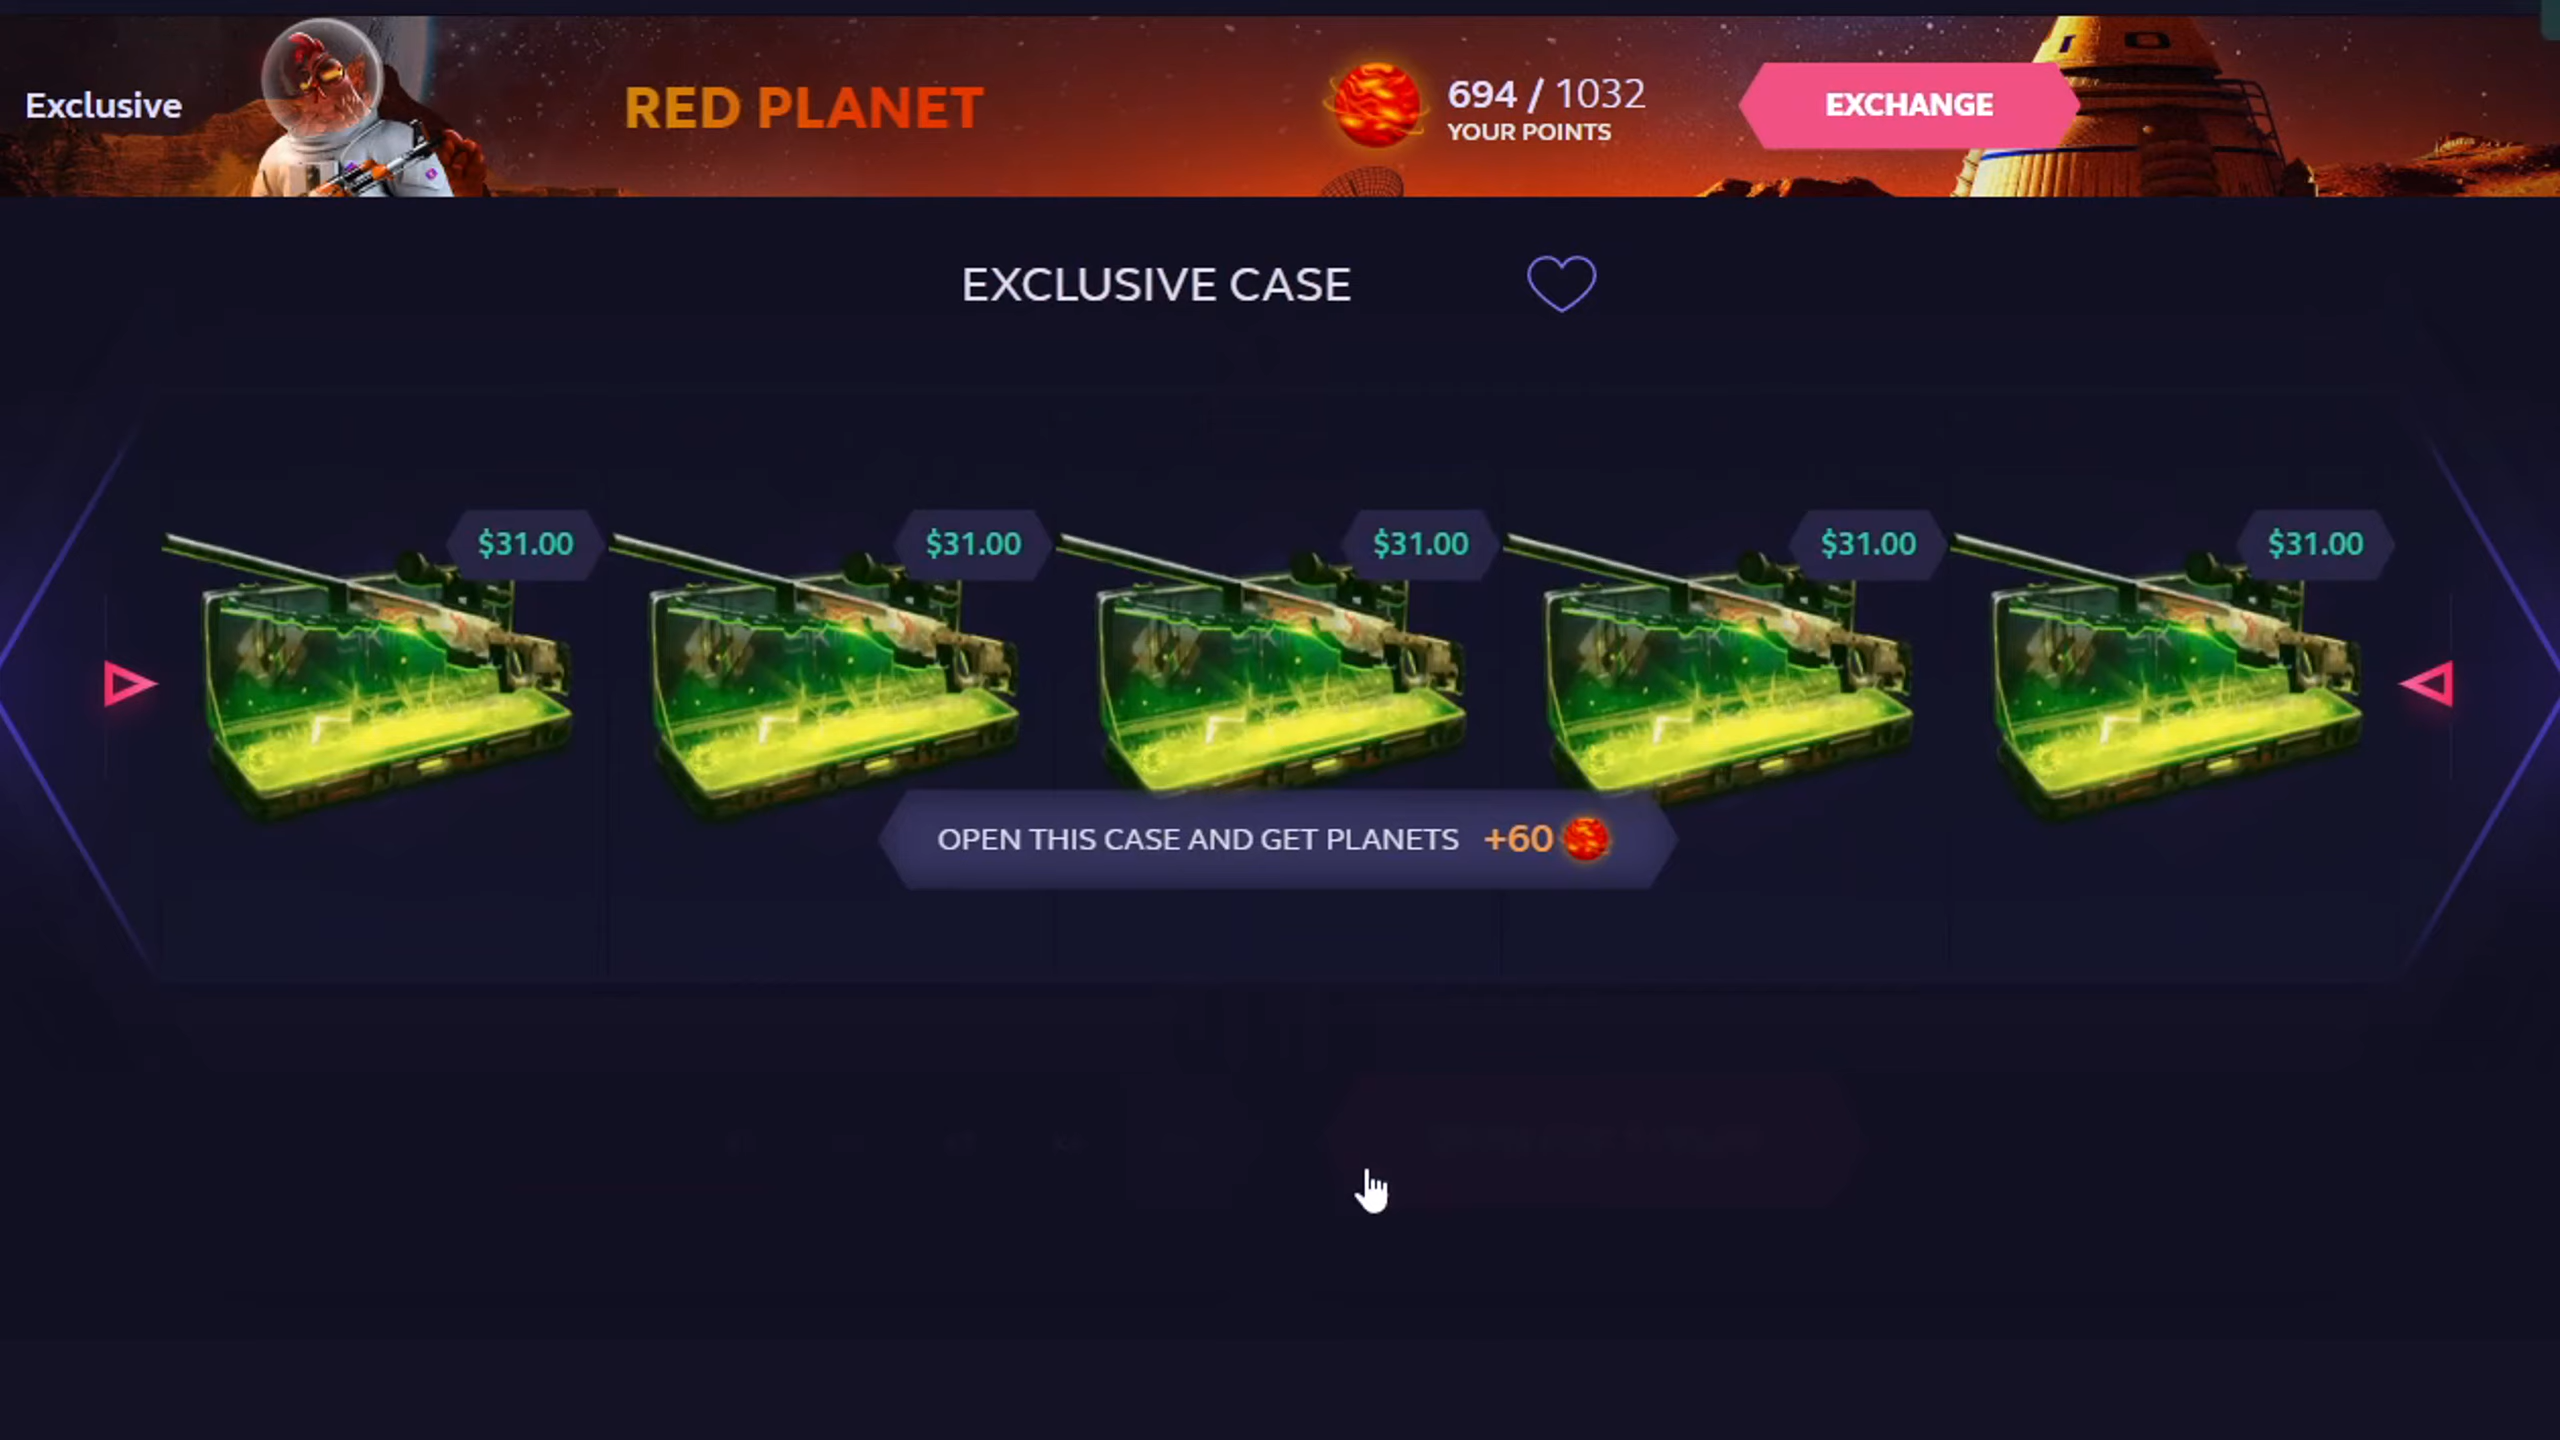 Exclusive
RED PLANET
694 / 1032
YOUR POINTS
EXCHANGE
EXCLUSIVE CASE
$31.00
$31.00
$31.00
$31.00
$31.00
OPEN THIS CASE AND GET PLANETS +60